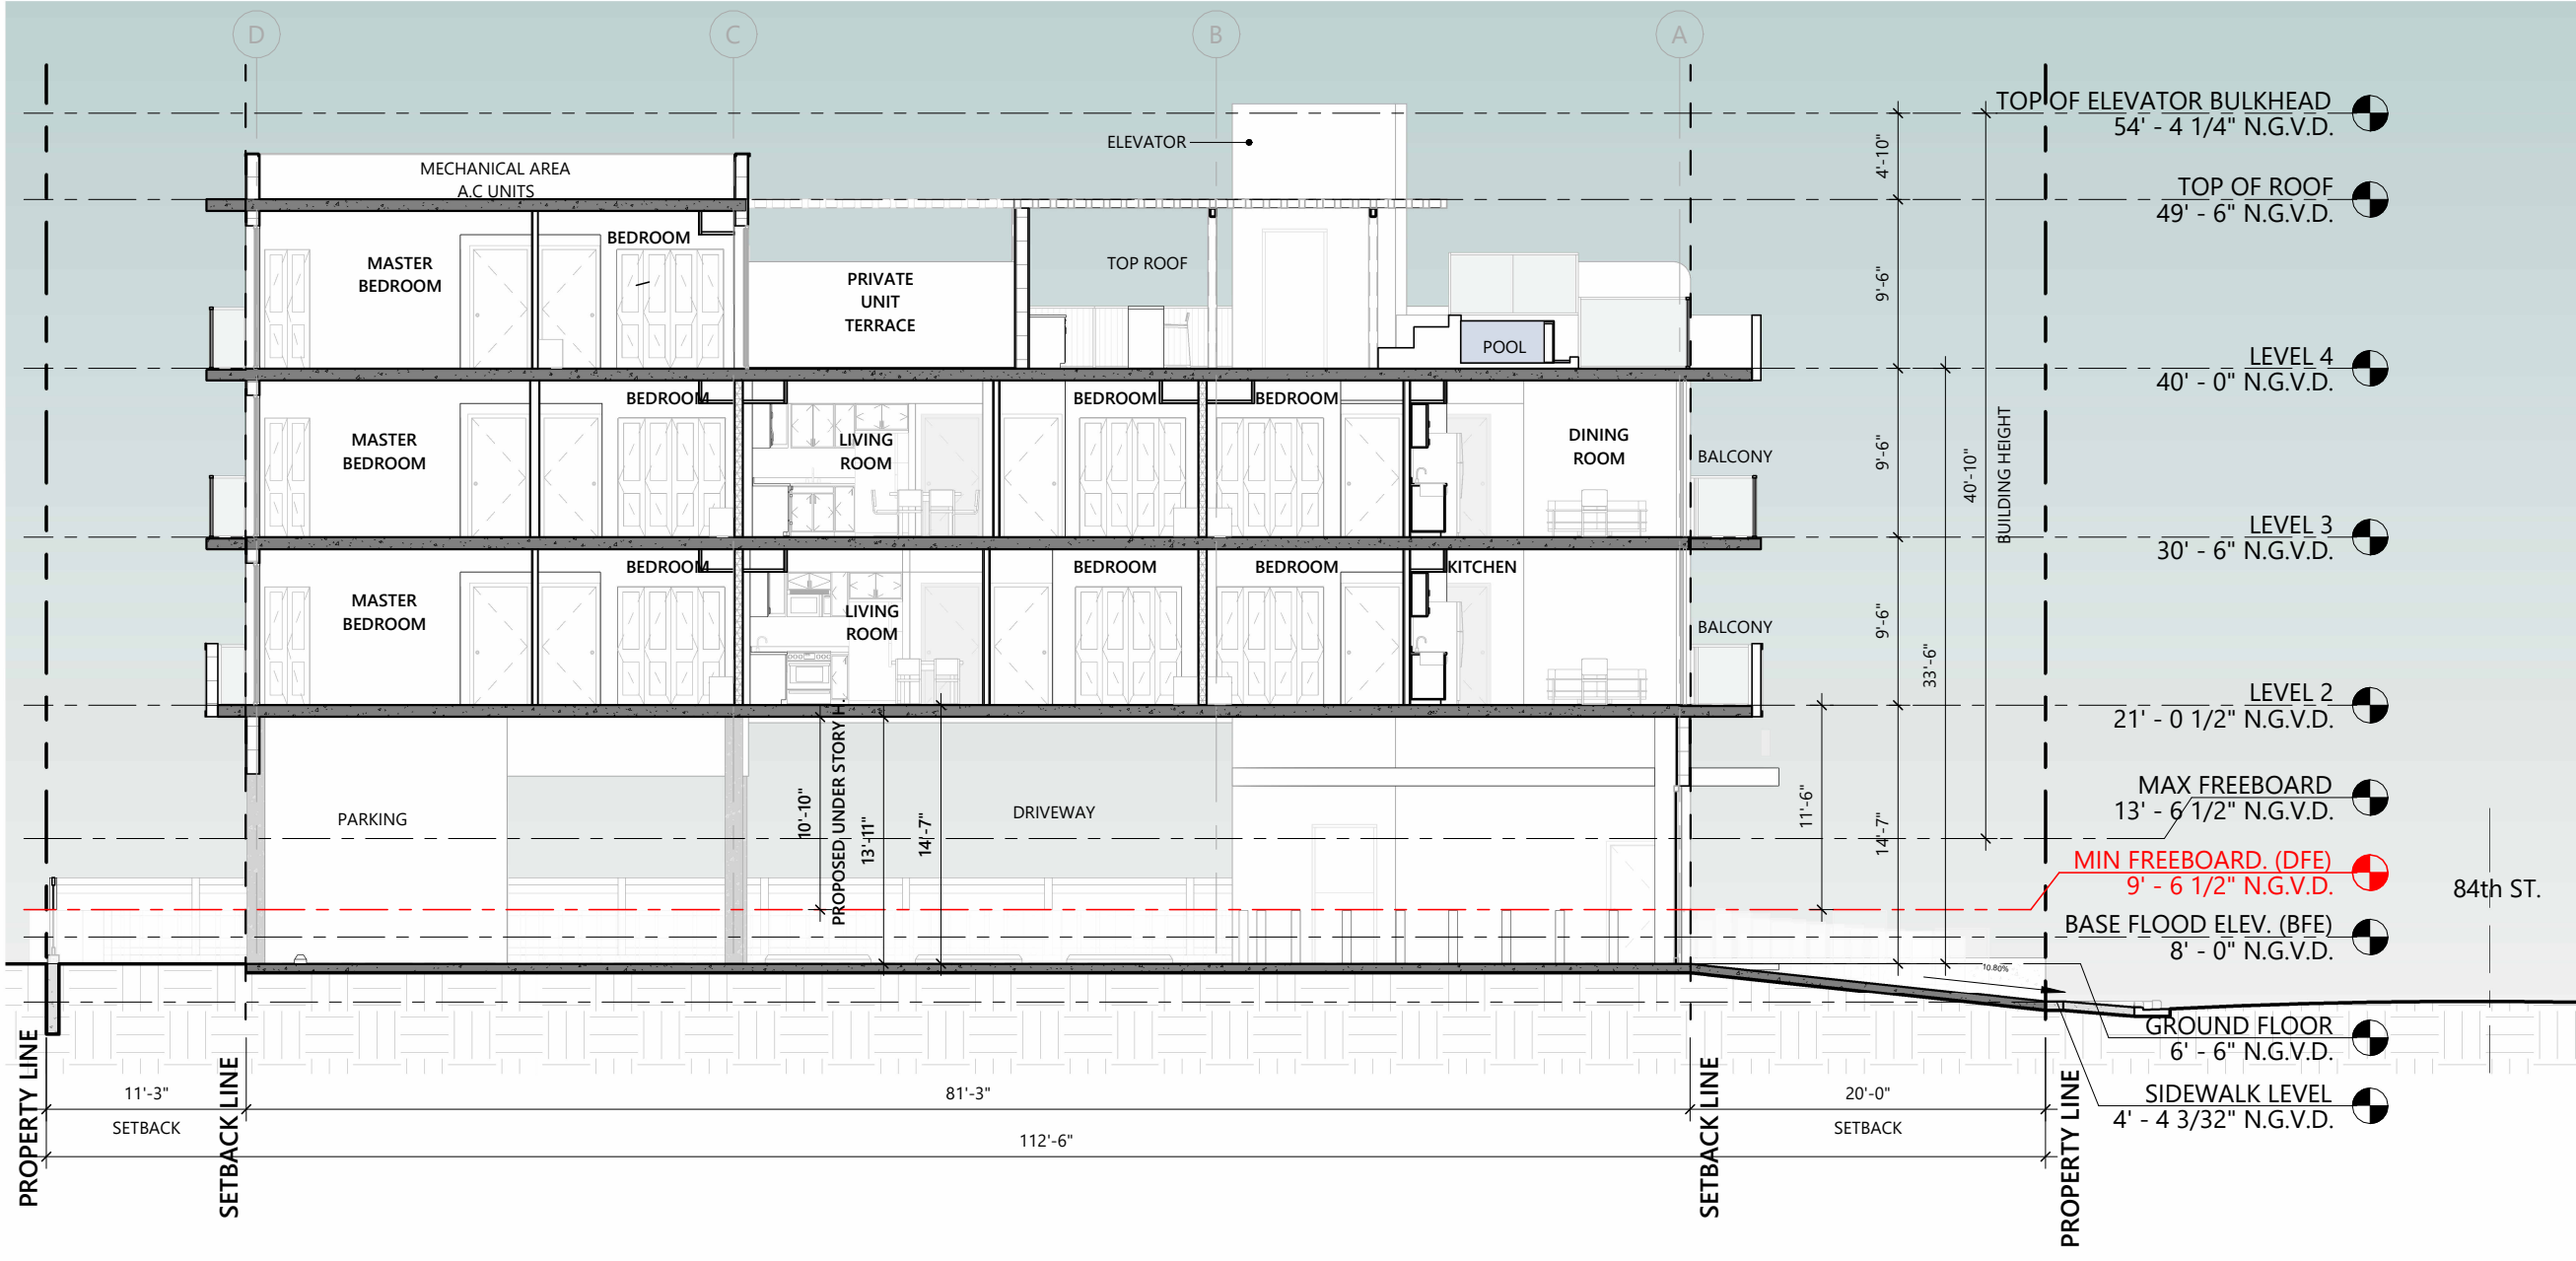 D
C
B
A
TOP OF ELEVATOR BULKHEAD
54' - 4 1/4" N.G.V.D.
ELEVATOR
4'-10"
MECHANICAL AREA
A.C UNITS
TOP OF ROOF
49' - 6" N.G.V.D.
MASTER
BEDROOM
BEDROOM
PRIVATE
UNIT
TERRACE
TOP ROOF
POOL
9'-6"
LEVEL 4
40' - 0" N.G.V.D.
MASTER
BEDROOM
BEDROOM
LIVING
ROOM
BEDROOM
BEDROOM
DINING
ROOM
BALCONY
9'-6"
40'-10"
BUILDING HEIGHT
LEVEL 3
30' - 6" N.G.V.D.
MASTER
BEDROOM
BEDROOM
LIVING
ROOM
BEDROOM
BEDROOM
KITCHEN
BALCONY
9'-6"
33'-6"
LEVEL 2
21' - 0 1/2" N.G.V.D.
PARKING
10'-10"
PROPOSED UNDER STORY H
13'-11"
14'-7"
DRIVEWAY
11'-6"
14'-7"
MAX FREEBOARD
13' - 6 1/2" N.G.V.D.
MIN FREEBOARD. (DFE)
9' - 6 1/2" N.G.V.D.
84th ST.
BASE FLOOD ELEV. (BFE)
8' - 0" N.G.V.D.
10.80%
GROUND FLOOR
6' - 6" N.G.V.D.
SIDEWALK LEVEL
4' - 4 3/32" N.G.V.D.
PROPERTY LINE
11'-3"
SETBACK
SETBACK LINE
81'-3"
112'-6"
SETBACK LINE
20'-0"
SETBACK
PROPERTY LINE